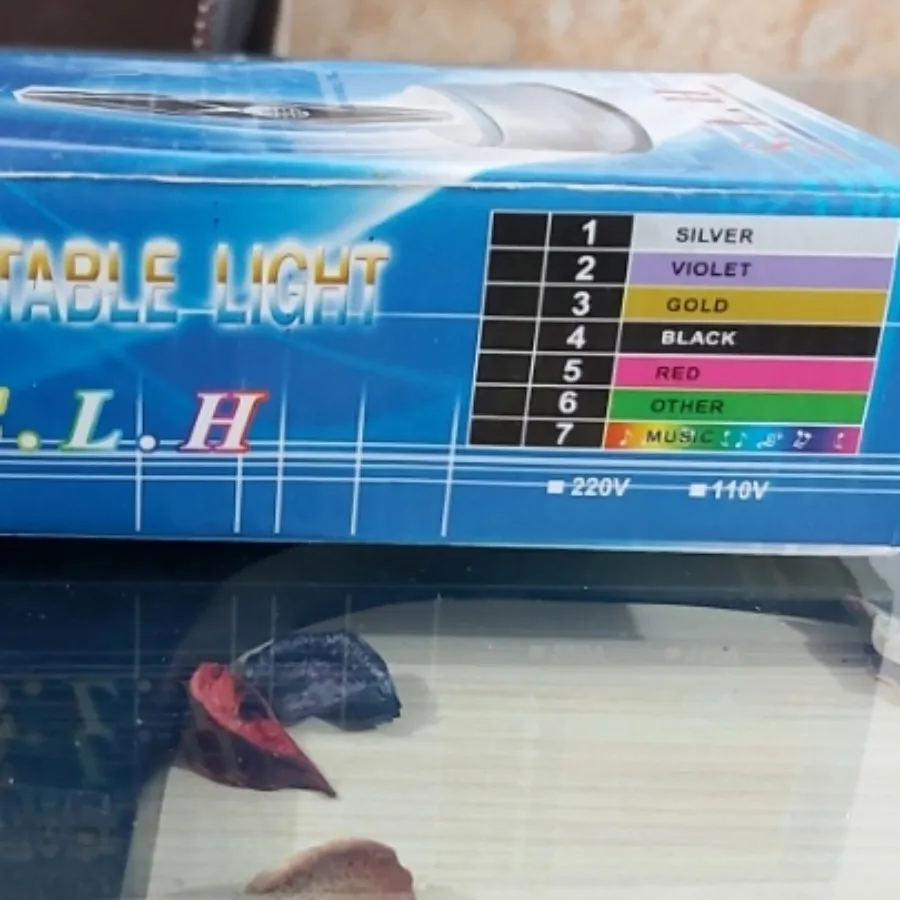 TABLE LIGHT
.L.H
1 SILVER
2 VIOLET
3 GOLD
4 BLACK
5 RED
6 OTHER
7 MUSIC
220V 110V